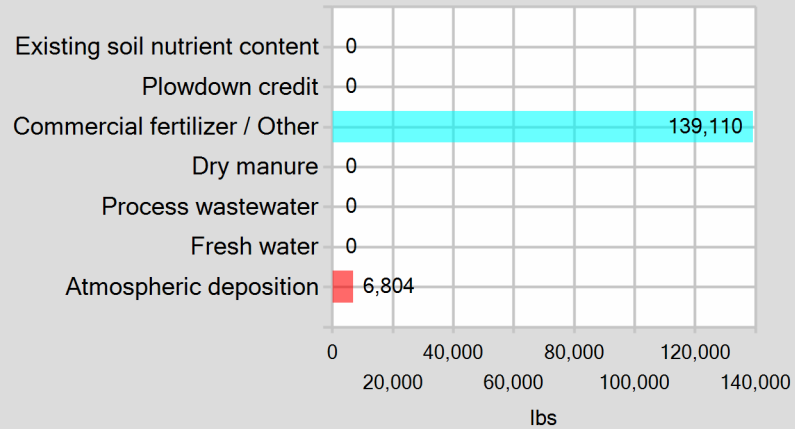 Existing soil nutrient content 0
Plowdown credit 0
Commercial fertilizer / Other 139,110
Dry manure 0
Process wastewater 0
Fresh water 0
Atmospheric deposition 6,804
0 40,000 80,000 120,000
20,000 60,000 100,000 140,000
lbs